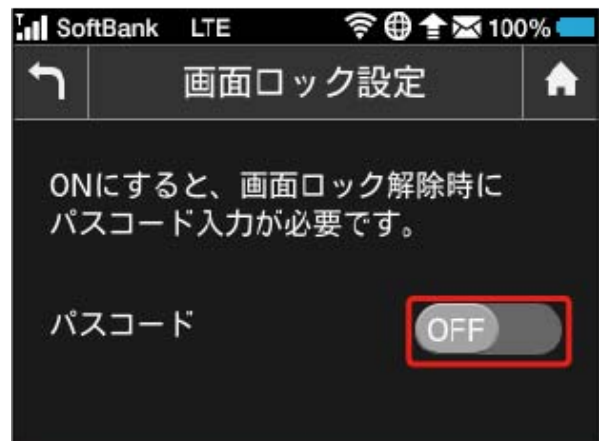 SoftBank LTE 100%
画面ロック設定
ONにすると、画面ロック解除時に
パスコード入力が必要です。
パスコード OFF